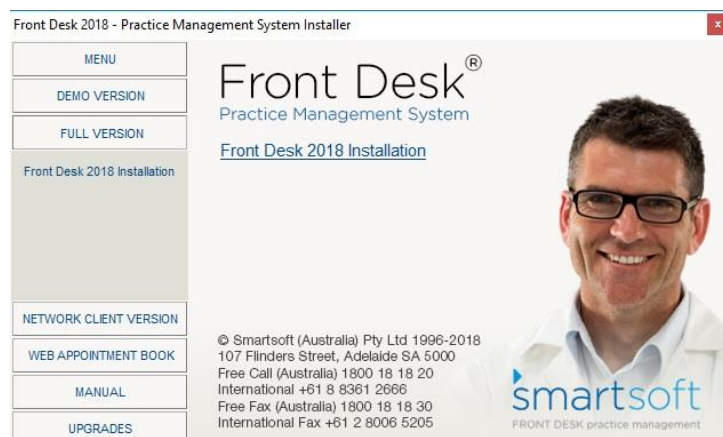 Front Desk 2018 - Practice Management System Installer
x
MENU
DEMO VERSION
FULL VERSION
Front Desk 2018 Installation
NETWORK CLIENT VERSION
WEB APPOINTMENT BOOK
MANUAL
UPGRADES
Front Desk®
Practice Management System
Front Desk 2018 Installation
© Smartsoft (Australia) Pty Ltd 1996-2018
107 Flinders Street, Adelaide SA 5000
Free Call (Australia) 1800 18 18 20
International +61 8 8361 2666
Free Fax (Australia) 1800 18 18 30
International Fax +61 2 8006 5205
smartsoft
FRONT DESK practice management